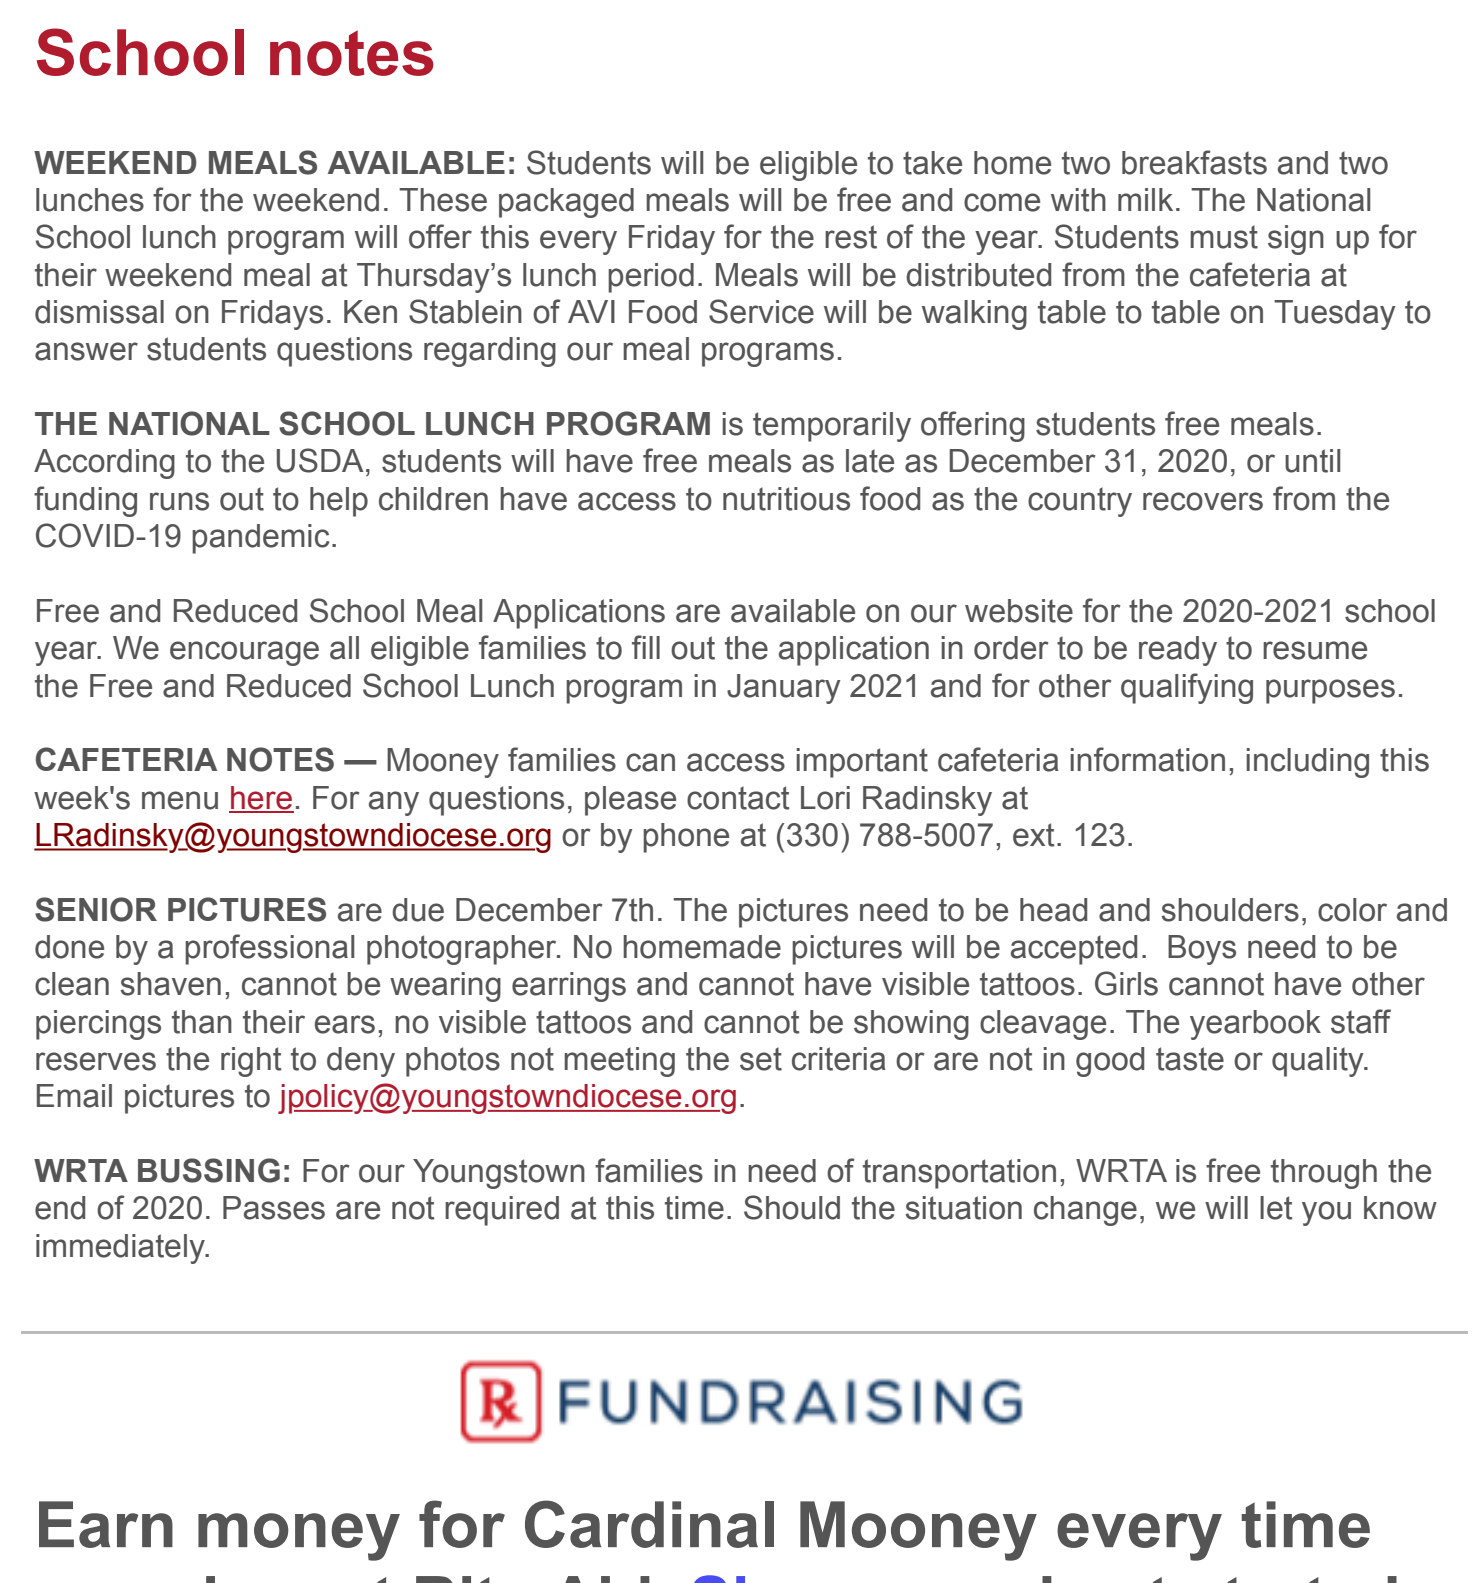 School notes
WEEKEND MEALS AVAILABLE: Students will be eligible to take home two breakfasts and two
lunches for the weekend. These packaged meals will be free and come with milk. The National
School lunch program will offer this every Friday for the rest of the year. Students must sign up for
their weekend meal at Thursday’s lunch period. Meals will be distributed from the cafeteria at
dismissal on Fridays. Ken Stablein of AVI Food Service will be walking table to table on Tuesday to
answer students questions regarding our meal programs.
THE NATIONAL SCHOOL LUNCH PROGRAM is temporarily offering students free meals.
According to the USDA, students will have free meals as late as December 31, 2020, or until
funding runs out to help children have access to nutritious food as the country recovers from the
COVID-19 pandemic.
Free and Reduced School Meal Applications are available on our website for the 2020-2021 school
year. We encourage all eligible families to fill out the application in order to be ready to resume
the Free and Reduced School Lunch program in January 2021 and for other qualifying purposes.
CAFETERIA NOTES — Mooney families can access important cafeteria information, including this
week's menu here. For any questions, please contact Lori Radinsky at
LRadinsky@youngstowndiocese.org or by phone at (330) 788-5007, ext. 123.
SENIOR PICTURES are due December 7th. The pictures need to be head and shoulders, color and
done by a professional photographer. No homemade pictures will be accepted.  Boys need to be
clean shaven, cannot be wearing earrings and cannot have visible tattoos. Girls cannot have other
piercings than their ears, no visible tattoos and cannot be showing cleavage. The yearbook staff
reserves the right to deny photos not meeting the set criteria or are not in good taste or quality.
Email pictures to jpolicy@youngstowndiocese.org.
WRTA BUSSING: For our Youngstown families in need of transportation, WRTA is free through the
end of 2020. Passes are not required at this time. Should the situation change, we will let you know
immediately.
Rx FUNDRAISING
Earn money for Cardinal Mooney every time